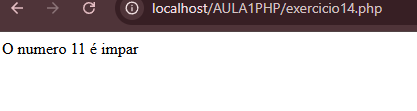 localhost/AULA1PHP/exercicio14.php
O numero 11 é impar